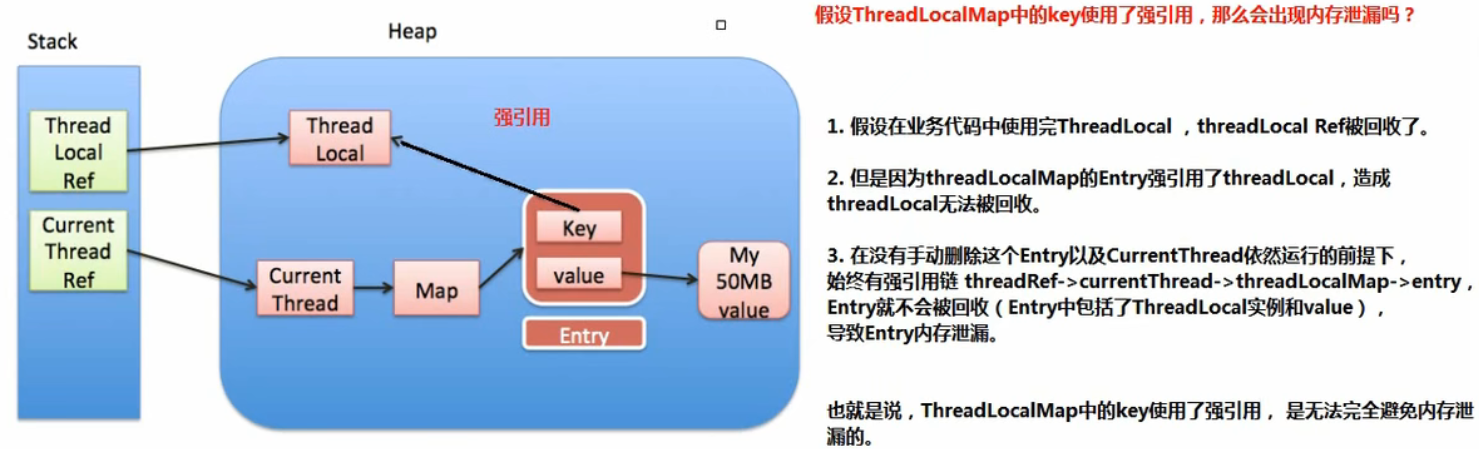 假设ThreadLocalMap中的key使用了强引用，那么会出现内存泄漏吗？
Stack
Heap
强引用
Thread
Local
Ref
Thread
Local
Current
Thread
Ref
Current
Thread
Map
Key
value
Entry
My
50MB
value
1. 假设在业务代码中使用完ThreadLocal ，threadLocal Ref被回收了。
2. 但是因为threadLocalMap的Entry强引用了threadLocal，造成
threadLocal无法被回收。
3. 在没有手动删除这个Entry以及CurrentThread依然运行的前提下，
始终有强引用链 threadRef->currentThread->threadLocalMap->entry，
Entry就不会被回收（Entry中包括了ThreadLocal实例和value），
导致Entry内存泄漏。
也就是说，ThreadLocalMap中的key使用了强引用， 是无法完全避免内存泄
漏的。